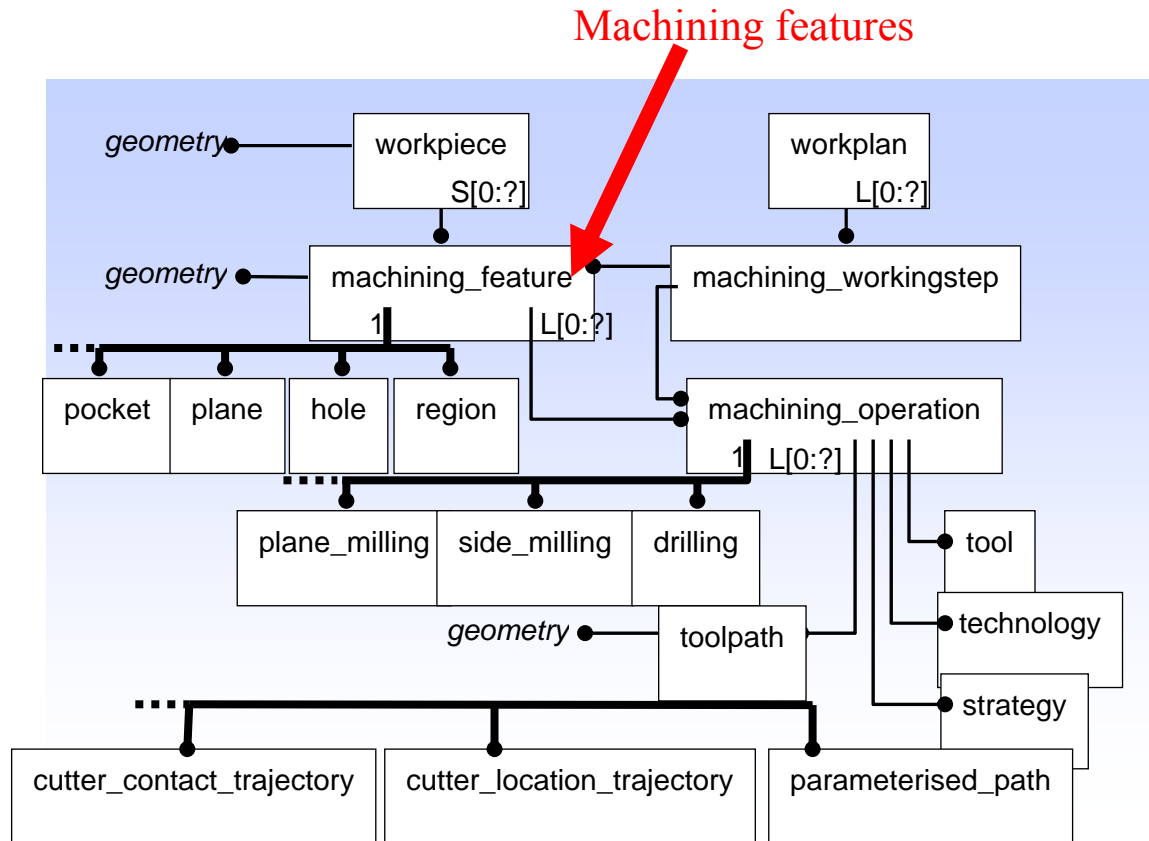 Machining features
geometry
workpiece
workplan
S[0:?]
L[0:?]
geometry
machining_feature
machining_workingstep
1
L[0:?]
pocket
plane
hole
region
machining_operation
1
L[0:?]
plane_milling
side_milling
drilling
tool
geometry
toolpath
technology
strategy
cutter_contact_trajectory
cutter_location_trajectory
parameterised_path